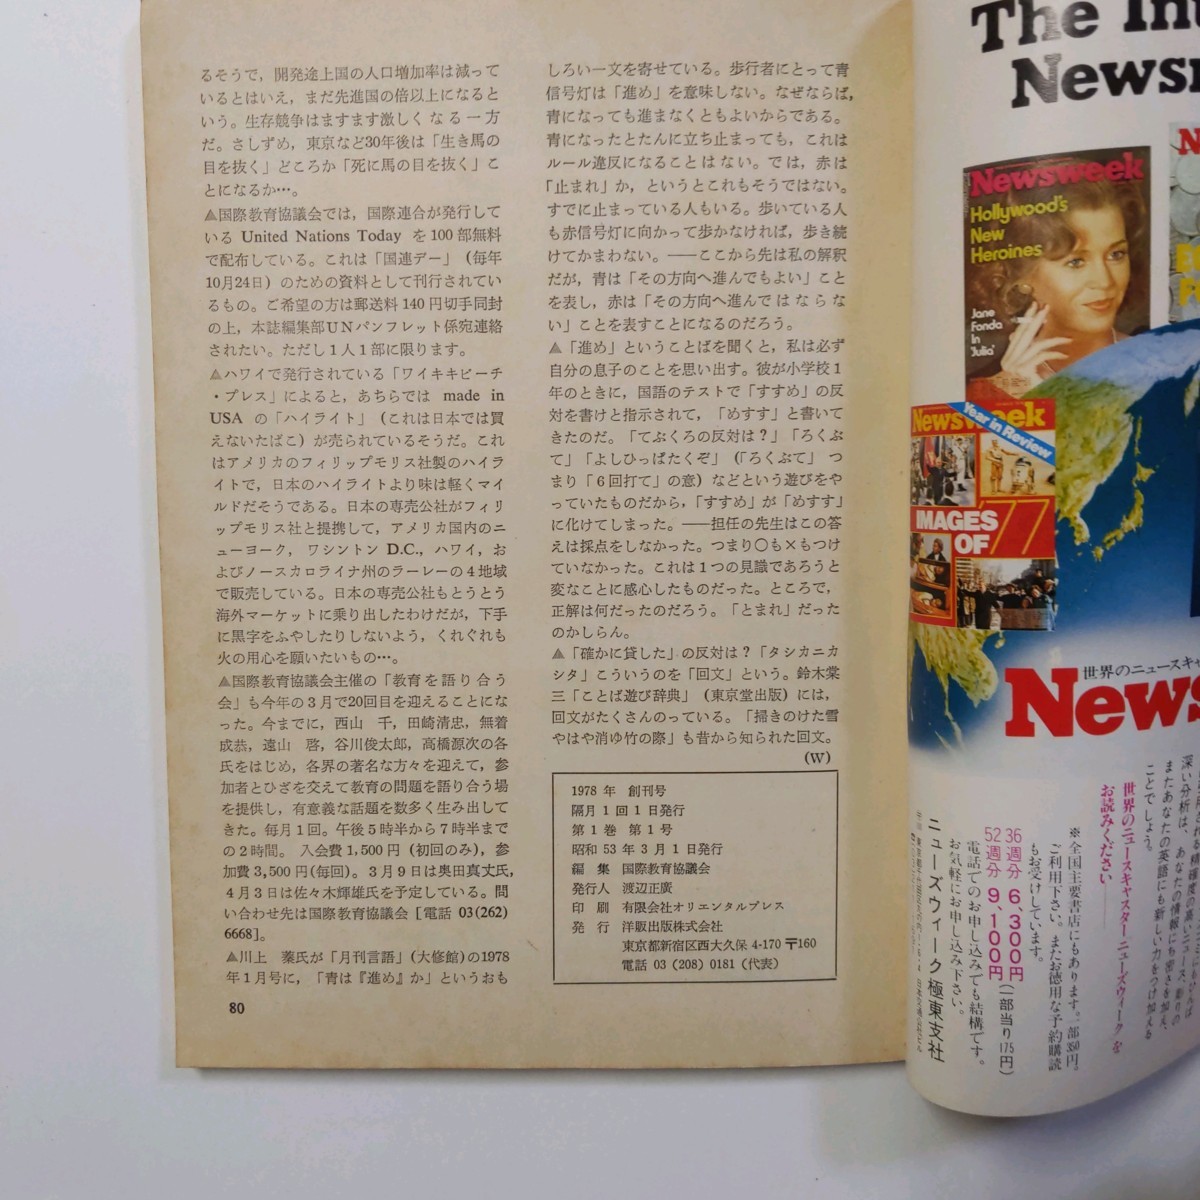 るそうで，開発途上国の人口増加率は減って
いるとはいえ，まだ先進国の倍以上になると
いう。生存競争はますます激しくなる一方
だ。さしずめ，東京など30年後は「生き馬の
目を抜く」どころか「死に馬の目を抜く」こ
とになるか…。
▲国際教育協議会では，国際連合が発行して
いる United Nations Today を100部無料
で配布している。これは「国連デー」（毎年
10月24日）のための資料として刊行されてい
るもの。ご希望の方は郵送料140円切手同封
の上，本誌編集部UNパンフレット係宛連絡
されたい。ただし1人1部に限ります。
▲ハワイで発行されている「ワイキキビーチ
・プレス」によると，あちらでは made in
USA の「ハイライト」（これは日本では買
えないたばこ）が売られているそうだ。これ
はアメリカのフィリップモリス社製のハイラ
イトで，日本のハイライトより味は軽くマイ
ルドだそうである。日本の専売公社がフィリ
ップモリス社と提携して，アメリカ国内のニ
ューヨーク，ワシントン D.C.，ハワイ，お
よびノースカロライナ州のラーレーの4地域
で販売している。日本の専売公社もとうとう
海外マーケットに乗り出したわけだが，下手
に黒字をふやしたりしないよう，くれぐれも
火の用心を願いたいもの…。
▲国際教育協議会主催の「教育を語り合う
会」も今年の3月で20回目を迎えることにな
った。今までに，西山　千，田崎清忠，無着
成恭，遠山　啓，谷川俊太郎，高橋源次の各
氏をはじめ，各界の著名な方々を迎えて，参
加者とひざを交えて教育の問題を語り合う場
を提供し，有意義な話題を数多く生み出して
きた。毎月1回。午後5時半から7時半まで
の2時間。 入会費1,500円（初回のみ），参
加費3,500円(毎回)。3月9日は奥田真丈氏，
4月3日は佐々木輝雄氏を予定している。問
い合わせ先は国際教育協議会［電話 03(262)
6668］。
▲川上　蓁氏が「月刊言語」（大修館）の1978
年1月号に，「青は『進め』か」というおも
80
しろい一文を寄せている。歩行者にとって青
信号灯は「進め」を意味しない。なぜならば，
青になっても進まなくともよいからである。
青になったとたんに立ち止まっても，これは
ルール違反になることはない。では，赤は
「止まれ」か，というとこれもそうではない。
すでに止まっている人もいる。歩いている人
も赤信号灯に向かって歩かなければ，歩き続
けてかまわない。――ここから先は私の解釈
だが，青は「その方向へ進んでもよい」こと
を表し，赤は「その方向へ進んではならな
い」ことを表すことになるのだろう。
▲「進め」ということばを聞くと，私は必ず
自分の息子のことを思い出す。彼が小学校1
年のときに，国語のテストで「すすめ」の反
対を書けと指示されて，「めすす」と書いて
きたのだ。「てぶくろの反対は？」「ろくぶ
て」「よしひっぱたくぞ」（「ろくぶて」つ
まり「6回打て」の意）などという遊びをや
っていたものだから，「すすめ」が「めすす」
に化けてしまった。――担任の先生はこの答
えは採点をしなかった。つまり○も×もつけ
ていなかった。これは1つの見識であろうと
変なことに感心したものだった。ところで，
正解は何だったのだろう。「とまれ」だった
のかしらん。
▲「確かに貸した」の反対は？「タシカニカ
シタ」こういうのを「回文」という。鈴木棠
三「ことば遊び辞典」（東京堂出版）には，
回文がたくさんのっている。「掃きのけた雪
やはや消ゆ竹の際」も昔から知られた回文。
（W）
1978年 創刊号
隔月1回1日発行
第1巻 第1号
昭和53年3月1日発行
編 集 国際教育協議会
発行人 渡辺正廣
印 刷 有限会社オリエンタルプレス
発 行 洋販出版株式会社
東京都新宿区西大久保4-170 〒160
電話 03 (208) 0181 (代表)
The In
Newsr
Newsweek
Hollywood's
New
Heroines
Jane
Fonda
in
'Julia'
Newsweek
Year in Review
IMAGES
OF 77
世界のニュースキャ
News
深い分析は、あなたの情報にち密さを加え、
またあなたの英語にも新しい力をつけ加える
ことでしょう。
世界のニュースキャスター ニューズウィーク を
お読みください――
※全国主要書店にもあります。一部350円。
ご利用下さい。またお徳用な予約購読
もお受けしています。
36週分 6,300円（一部当り175円）
52週分 9,100円
電話でのお申し込みでも結構です。
お気軽にお申し込み下さい。
ニューズウィーク極東支社